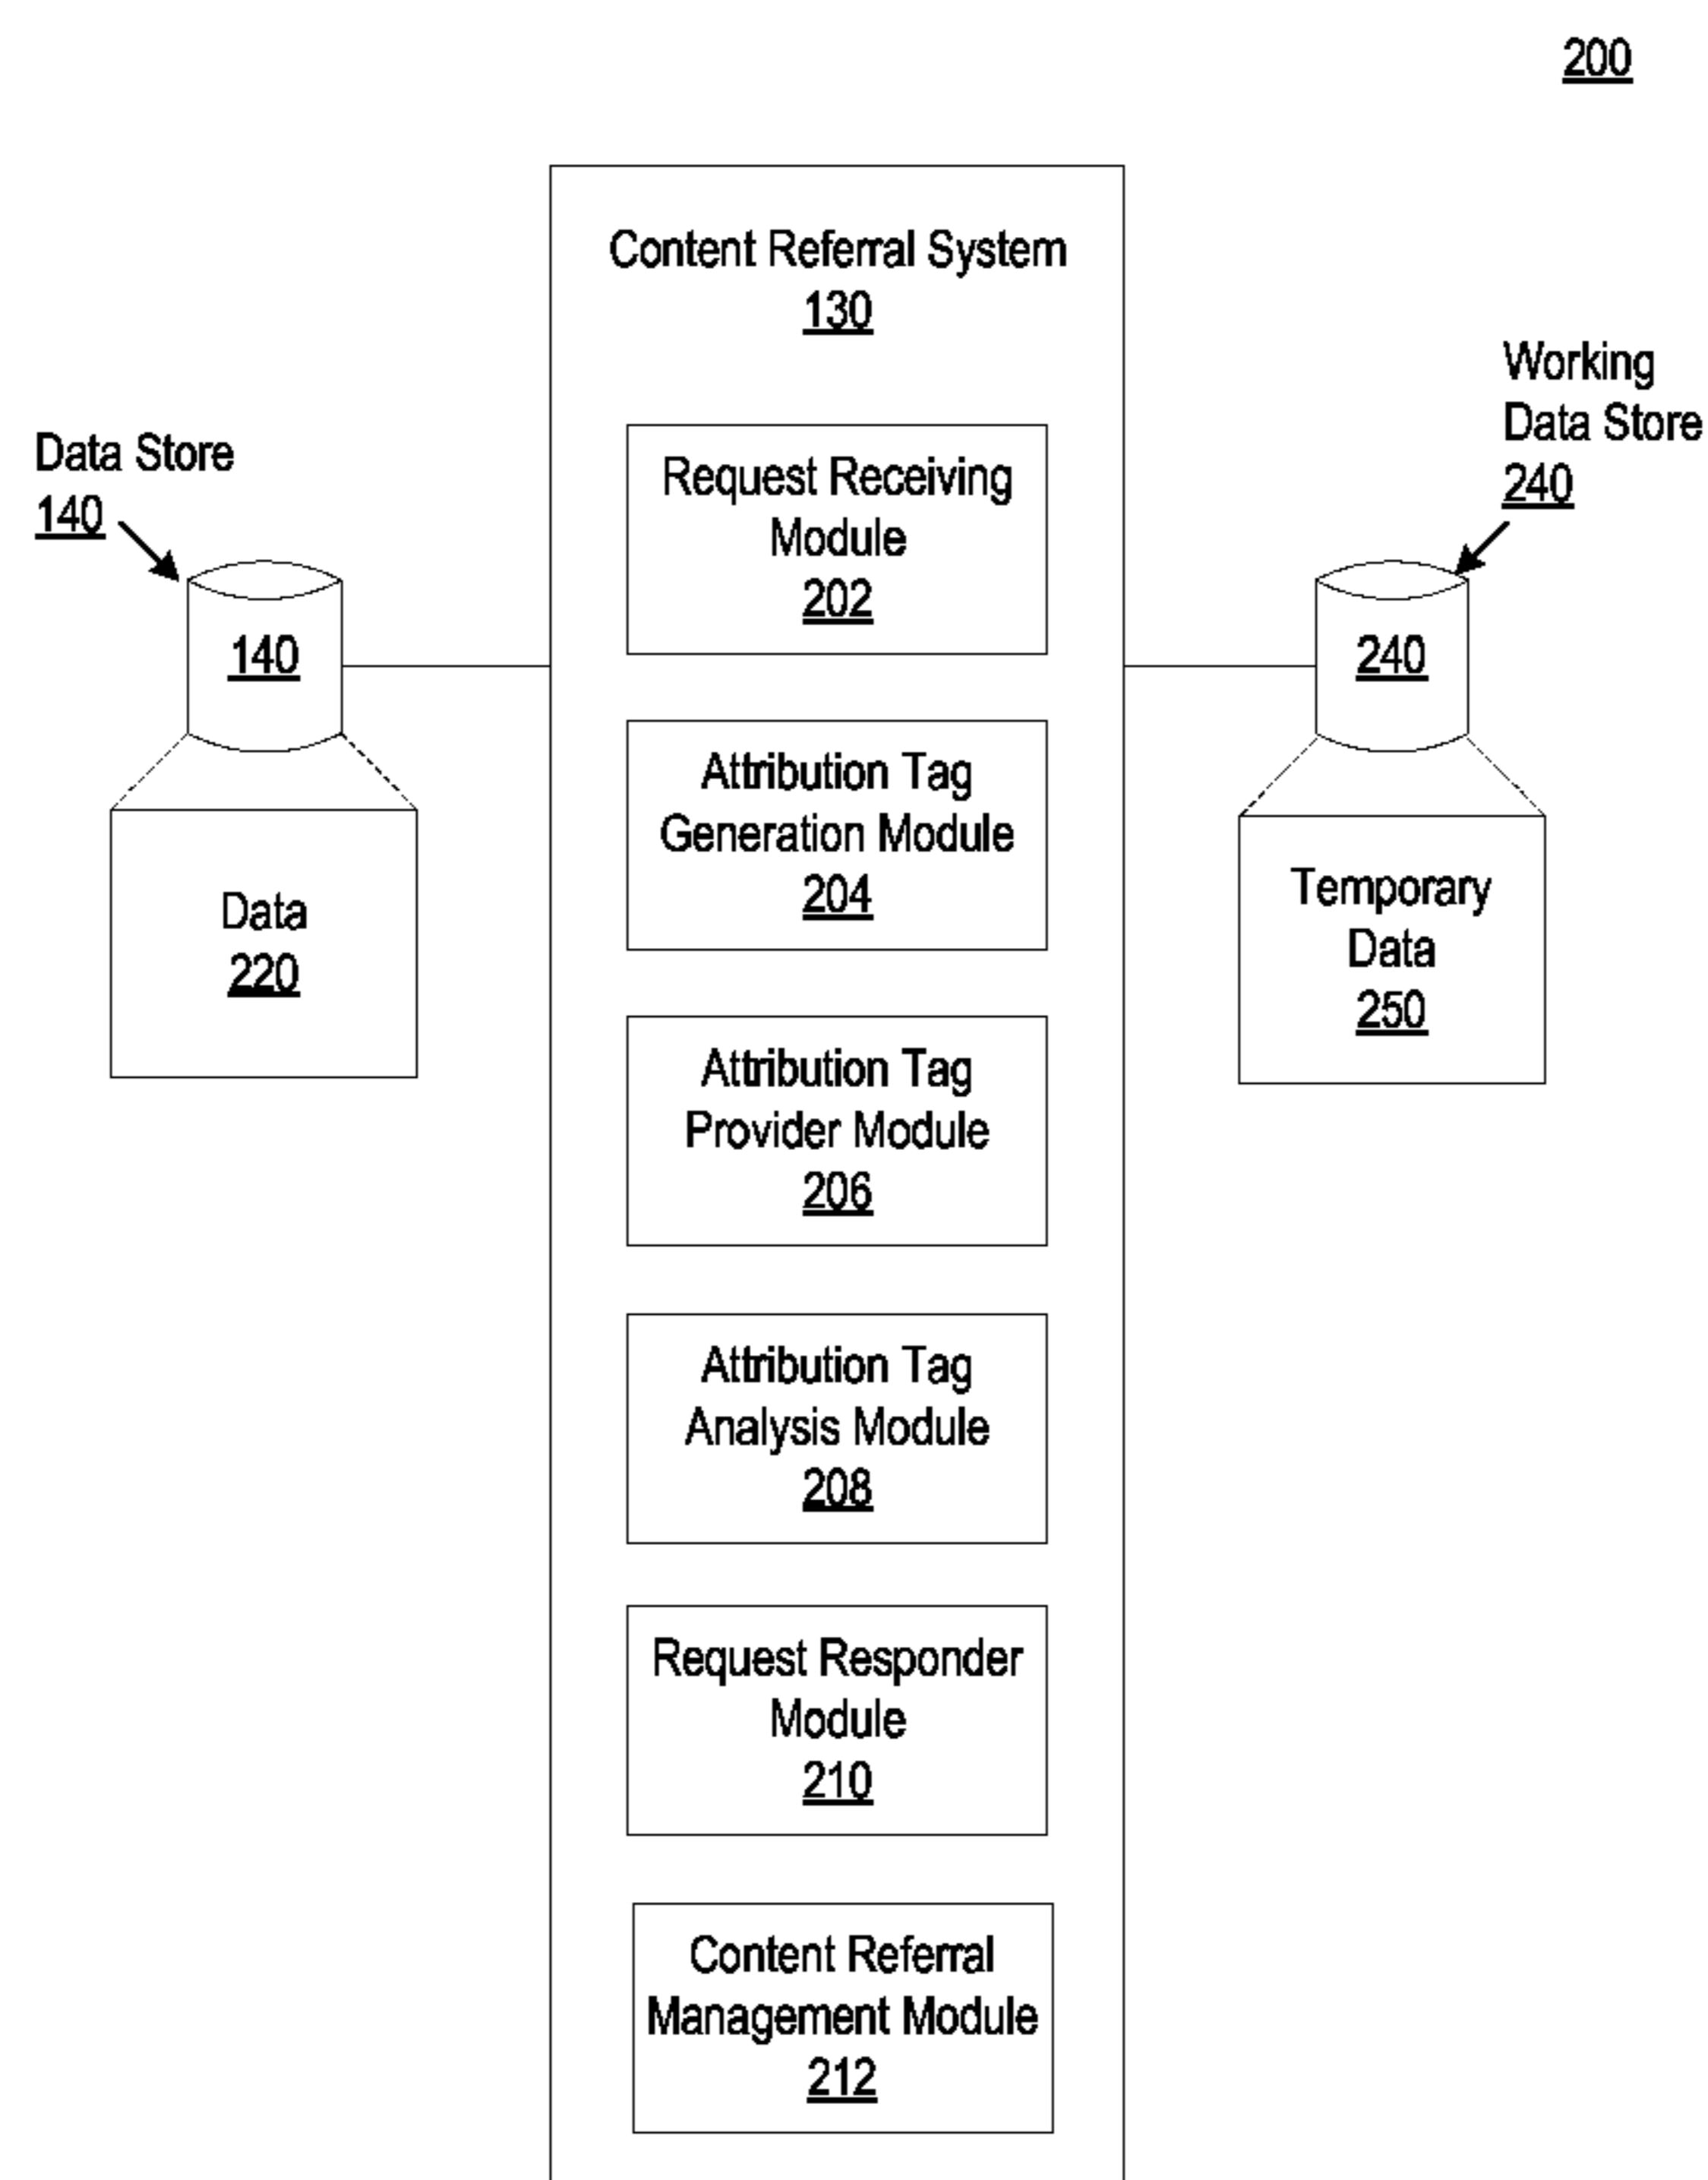 200
Content Referral System
130
Data Store
140
140
Data
220
Request Receiving
Module
202
Attribution Tag
Generation Module
204
Attribution Tag
Provider Module
206
Attribution Tag
Analysis Module
208
Request Responder
Module
210
Content Referral
Management Module
212
Working
Data Store
240
240
Temporary
Data
250